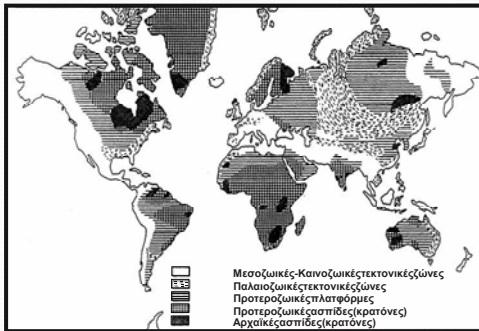 Μεσοζωικές-Καινοζωικέςτεκτονικέςζώνες
Παλαιοζωικέςτεκτονικέςζώνες
Προτεροζωικέςπλατφόρμες
Προτεροζωικέςασπίδες(κρατόνες)
Αρχαϊκέςασπίδες(κρατόνες)